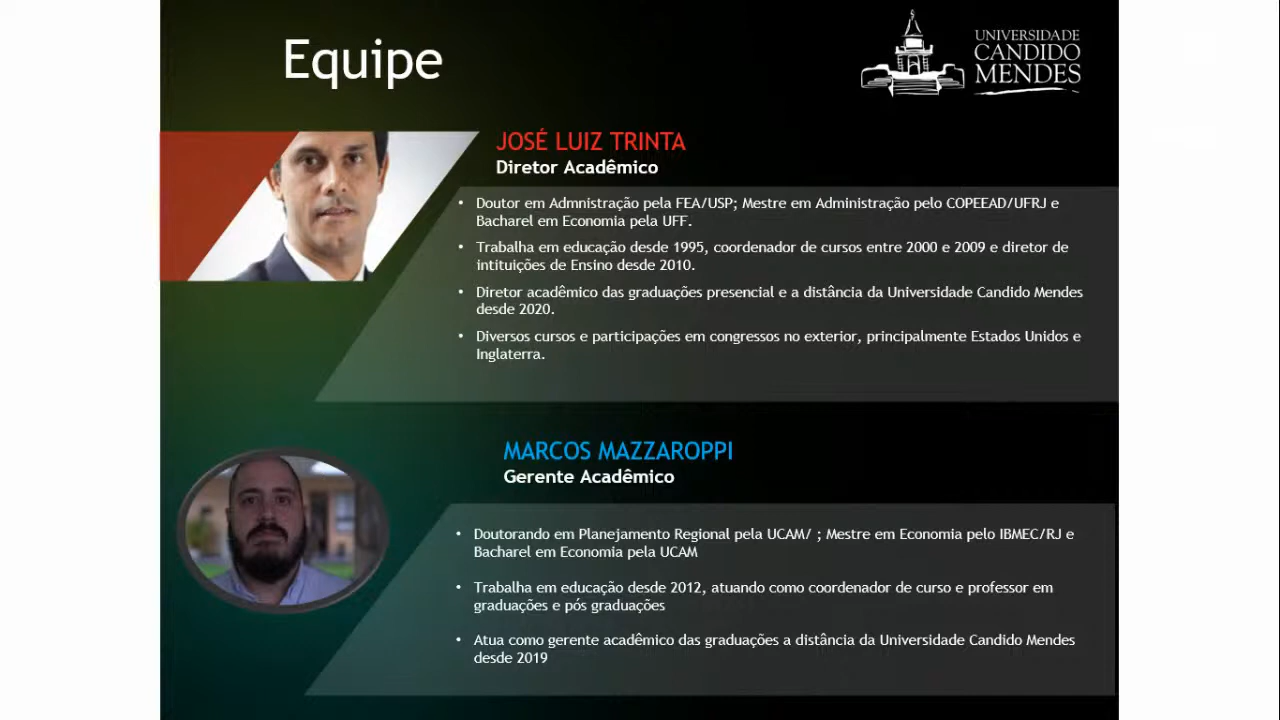 Equipe
UNIVERSIDADE
CANDIDO
MENDES
JOSÉ LUIZ TRINTA
Diretor Acadêmico
• Doutor em Admnistração pela FEA/USP; Mestre em Administração pelo COPEEAD/UFRJ e
Bacharel em Economia pela UFF.
• Trabalha em educação desde 1995, coordenador de cursos entre 2000 e 2009 e diretor de
intituições de Ensino desde 2010.
• Diretor acadêmico das graduações presencial e a distância da Universidade Candido Mendes
desde 2020.
• Diversos cursos e participações em congressos no exterior, principalmente Estados Unidos e
Inglaterra.
MARCOS MAZZAROPPI
Gerente Acadêmico
• Doutorando em Planejamento Regional pela UCAM/ ; Mestre em Economia pelo IBMEC/RJ e
Bacharel em Economia pela UCAM
• Trabalha em educação desde 2012, atuando como coordenador de curso e professor em
graduações e pós graduações
• Atua como gerente acadêmico das graduações a distância da Universidade Candido Mendes
desde 2019